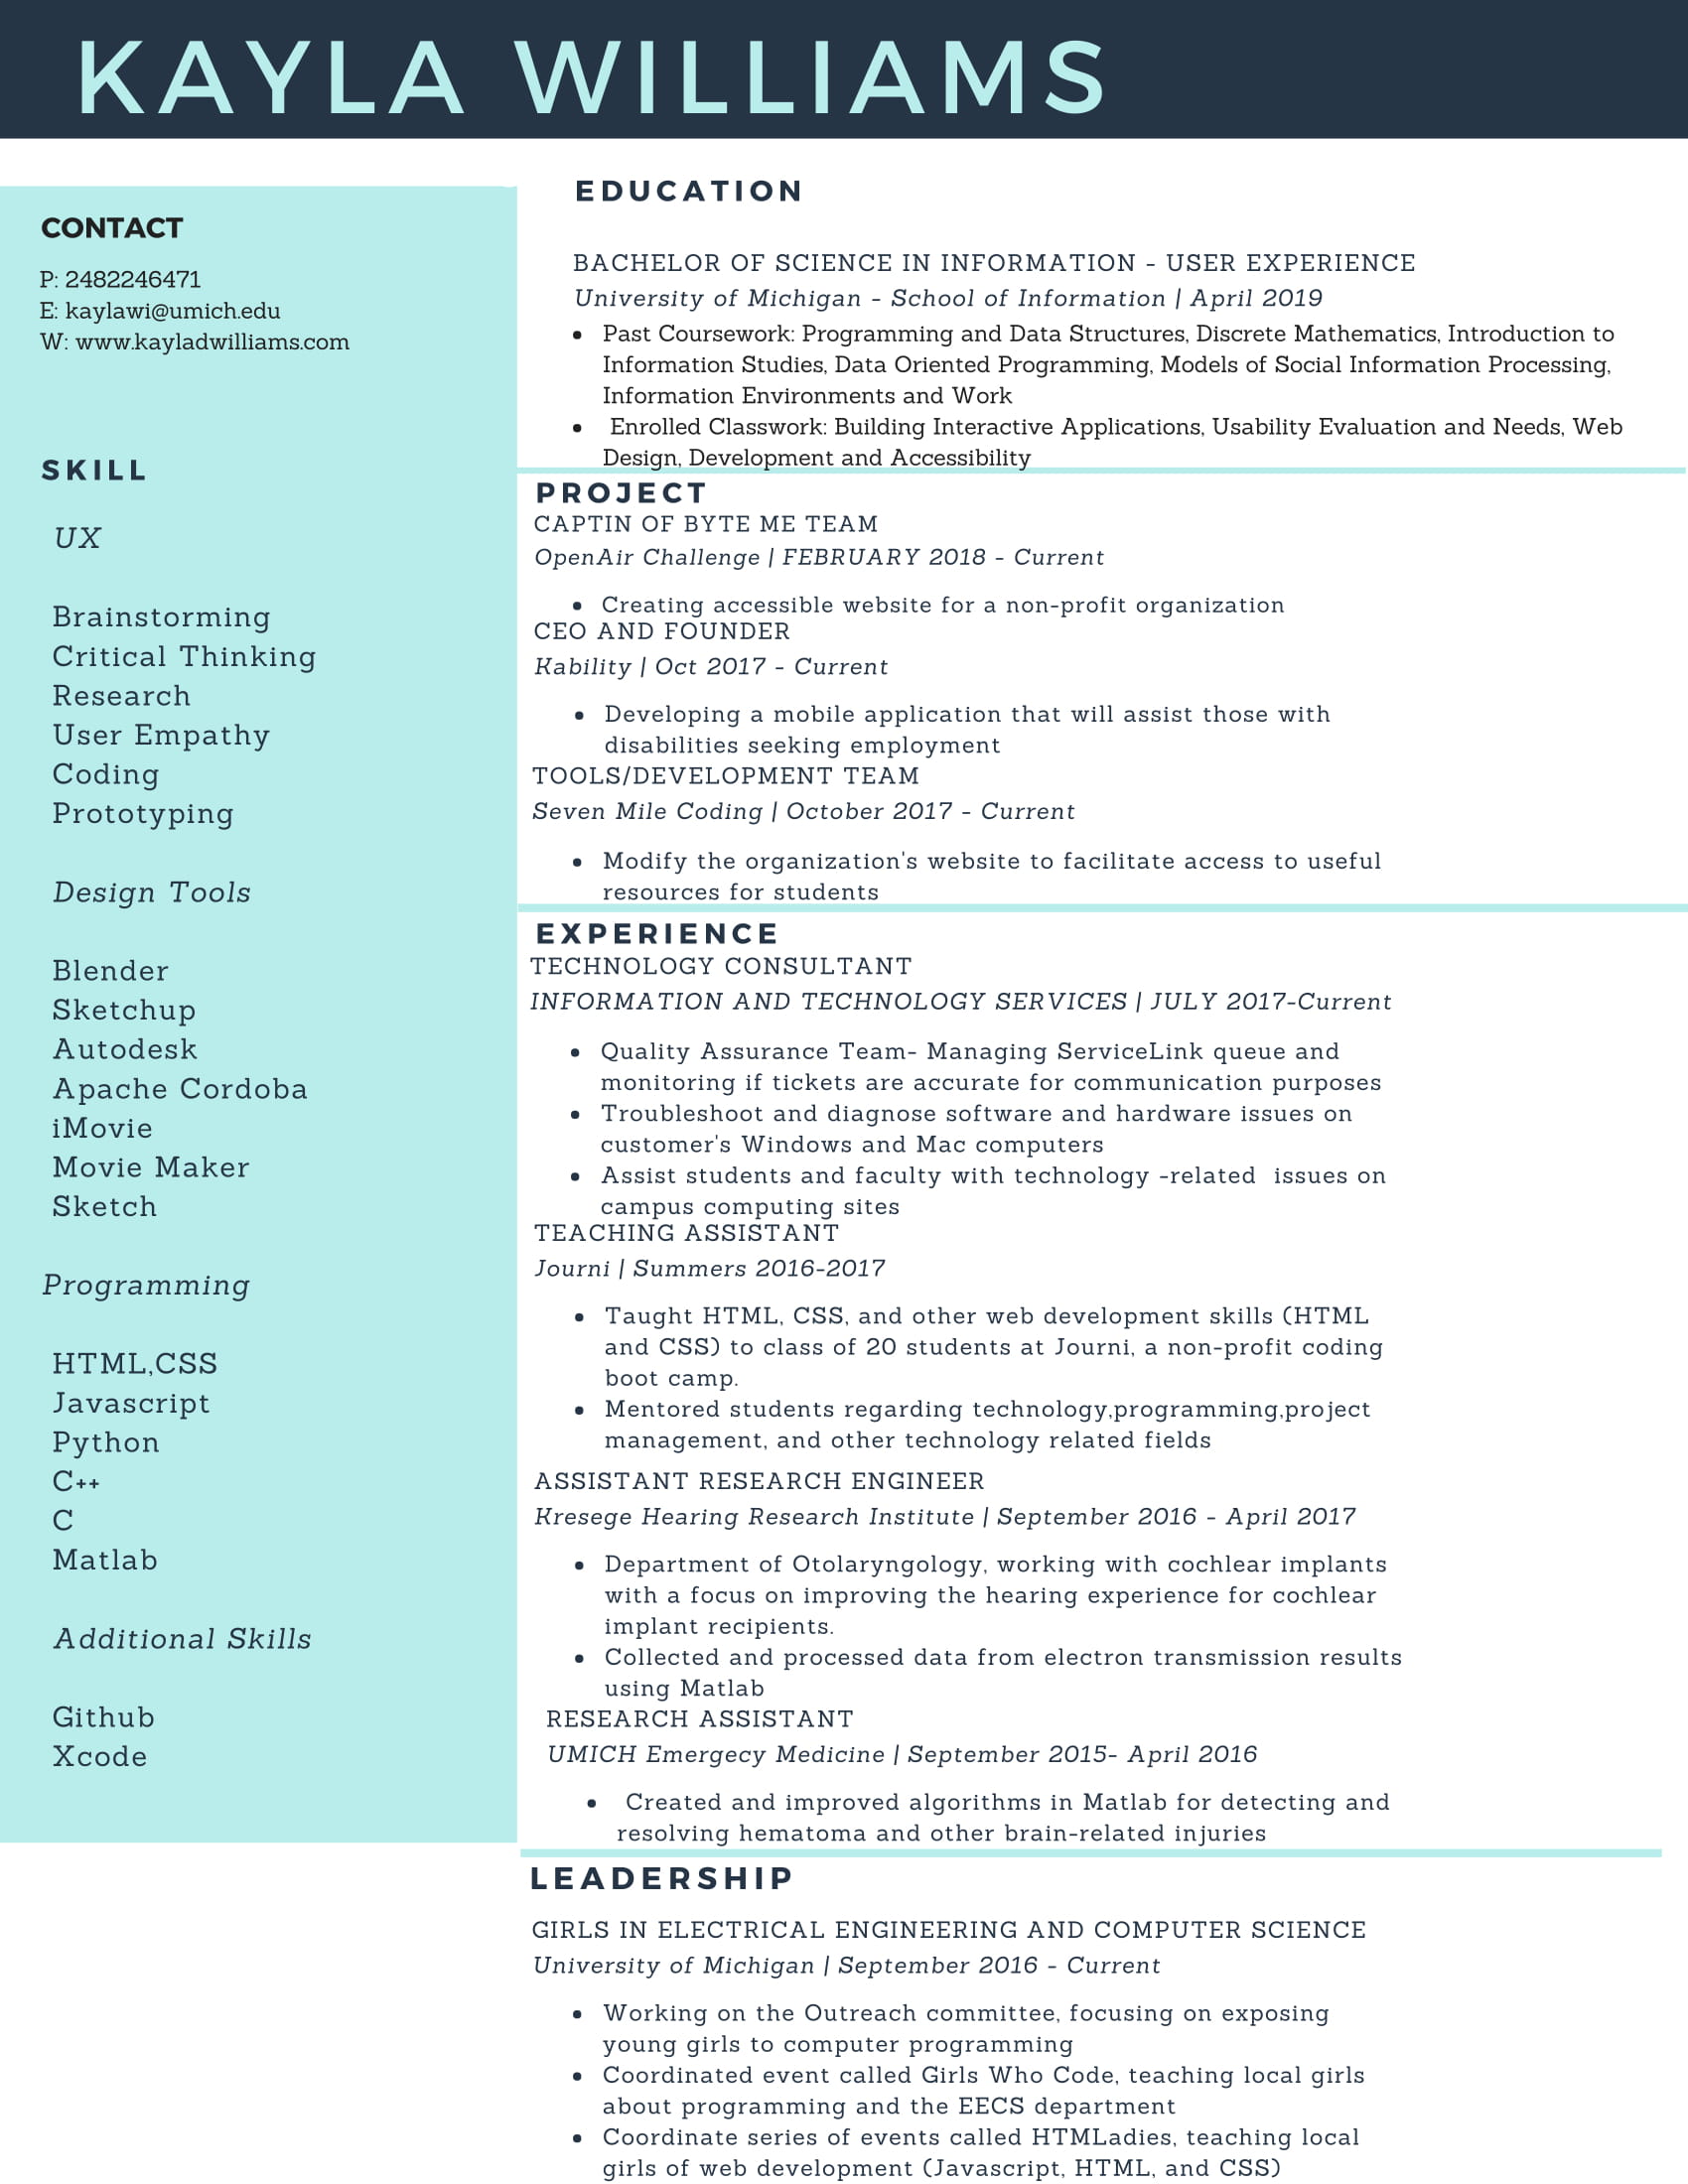 KAYLA WILLIAMS
CONTACT
P: 2482246471
E: kaylawi@umich.edu
W: www.kayladwilliams.com
SKILL
UX
Brainstorming
Critical Thinking
Research
User Empathy
Coding
Prototyping
Design Tools
Blender
Sketchup
Autodesk
Apache Cordoba
iMovie
Movie Maker
Sketch
Programming
HTML,CSS
Javascript
Python
C++
C
Matlab
Additional Skills
Github
Xcode
EDUCATION
BACHELOR OF SCIENCE IN INFORMATION - USER EXPERIENCE
University of Michigan - School of Information | April 2019
• Past Coursework: Programming and Data Structures, Discrete Mathematics, Introduction to
Information Studies, Data Oriented Programming, Models of Social Information Processing,
Information Environments and Work
• Enrolled Classwork: Building Interactive Applications, Usability Evaluation and Needs, Web
Design, Development and Accessibility
PROJECT
CAPTIN OF BYTE ME TEAM
OpenAir Challenge | FEBRUARY 2018 - Current
• Creating accessible website for a non-profit organization
CEO AND FOUNDER
Kability | Oct 2017 - Current
• Developing a mobile application that will assist those with
disabilities seeking employment
TOOLS/DEVELOPMENT TEAM
Seven Mile Coding | October 2017 - Current
• Modify the organization's website to facilitate access to useful
resources for students
EXPERIENCE
TECHNOLOGY CONSULTANT
INFORMATION AND TECHNOLOGY SERVICES | JULY 2017-Current
• Quality Assurance Team- Managing ServiceLink queue and
monitoring if tickets are accurate for communication purposes
• Troubleshoot and diagnose software and hardware issues on
customer's Windows and Mac computers
• Assist students and faculty with technology -related issues on
campus computing sites
TEACHING ASSISTANT
Journi | Summers 2016-2017
• Taught HTML, CSS, and other web development skills (HTML
and CSS) to class of 20 students at Journi, a non-profit coding
boot camp.
• Mentored students regarding technology,programming,project
management, and other technology related fields
ASSISTANT RESEARCH ENGINEER
Kresege Hearing Research Institute | September 2016 - April 2017
• Department of Otolaryngology, working with cochlear implants
with a focus on improving the hearing experience for cochlear
implant recipients.
• Collected and processed data from electron transmission results
using Matlab
RESEARCH ASSISTANT
UMICH Emergecy Medicine | September 2015- April 2016
• Created and improved algorithms in Matlab for detecting and
resolving hematoma and other brain-related injuries
LEADERSHIP
GIRLS IN ELECTRICAL ENGINEERING AND COMPUTER SCIENCE
University of Michigan | September 2016 - Current
• Working on the Outreach committee, focusing on exposing
young girls to computer programming
• Coordinated event called Girls Who Code, teaching local girls
about programming and the EECS department
• Coordinate series of events called HTMLadies, teaching local
girls of web development (Javascript, HTML, and CSS)